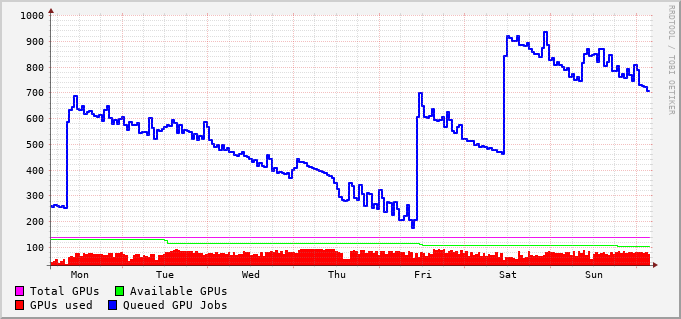 1000
900
800
700
600
500
400
300
200
100
Mon Tue Wed Thu Fri Sat Sun
Total GPUs Available GPUs
GPUs used Queued GPU Jobs
RRDTOOL / TOBI OETIKER